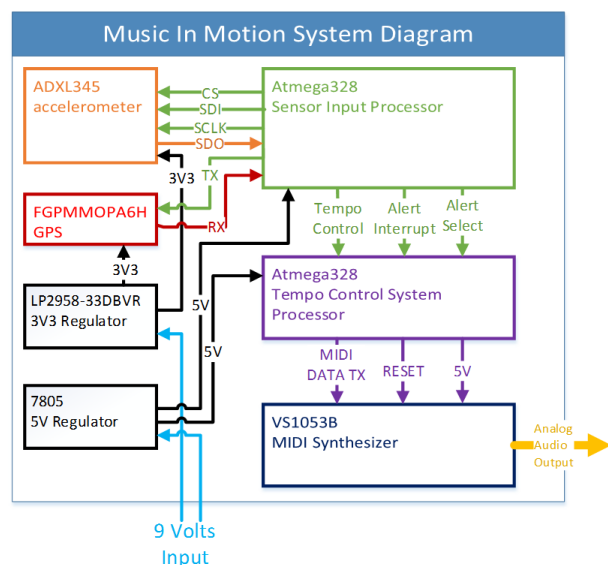 Music In Motion System Diagram
ADXL345
accelerometer
CS
SDI
SCLK
SDO
Atmega328
Sensor Input Processor
3V3
TX
FGPMMOPA6H
GPS
RX
Tempo
Control
Alert
Interrupt
Alert
Select
3V3
LP2958-33DBVR
3V3 Regulator
5V
5V
Atmega328
Tempo Control System
Processor
MIDI
DATA TX
RESET
5V
7805
5V Regulator
VS1053B
MIDI Synthesizer
Analog
Audio
Output
9 Volts
Input